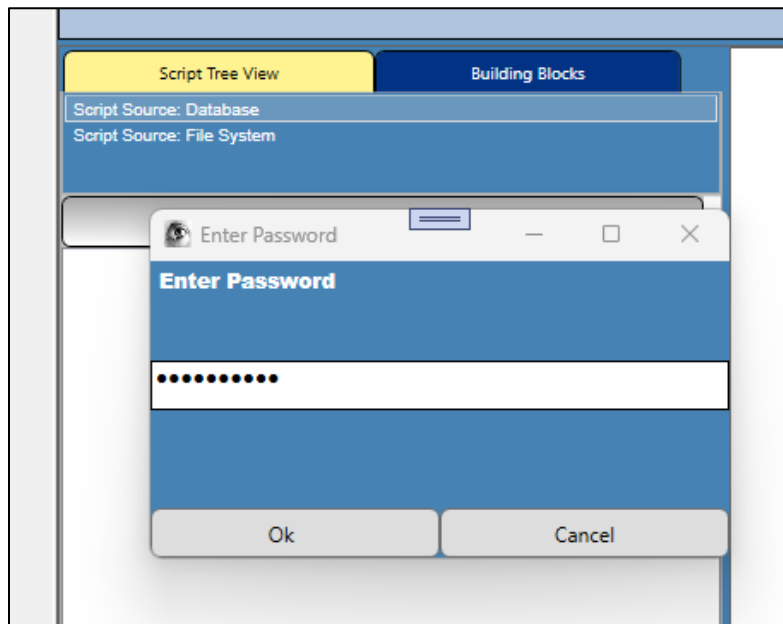 Script Tree View
Building Blocks
Script Source: Database
Script Source: File System
Enter Password
Enter Password
••••••••••
Ok
Cancel